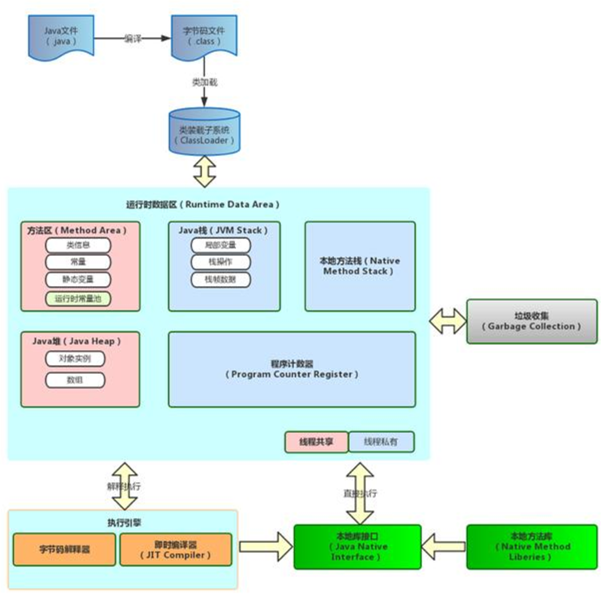 Java文件
（.java）
编译
字节码文件
（.class）
类加载
类装载子系统
（ClassLoader）
运行时数据区（Runtime Data Area）
方法区（Method Area）
类信息
常量
静态变量
运行时常量池
Java栈（JVM Stack）
局部变量
栈操作
栈帧数据
本地方法栈（Native
Method Stack）
垃圾收集
（Garbage Collection）
Java堆（Java Heap）
对象实例
数组
程序计数器
（Program Counter Register）
线程共享
线程私有
解释执行
直接执行
执行引擎
字节码解释器
即时编译器
（JIT Compiler）
本地库接口
（Java Native
Interface）
本地方法库
（Native Method
Liberies）